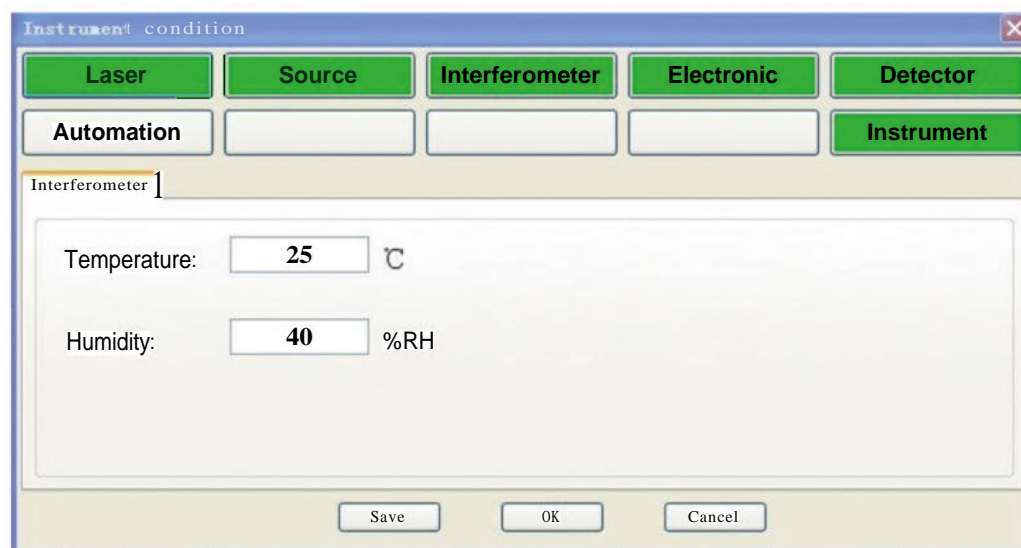 Instrument condition
Laser Source Interferometer Electronic Detector
Automation Instrument
Interferometer 1
Temperature: 25 ℃
Humidity: 40 %RH
Save OK Cancel